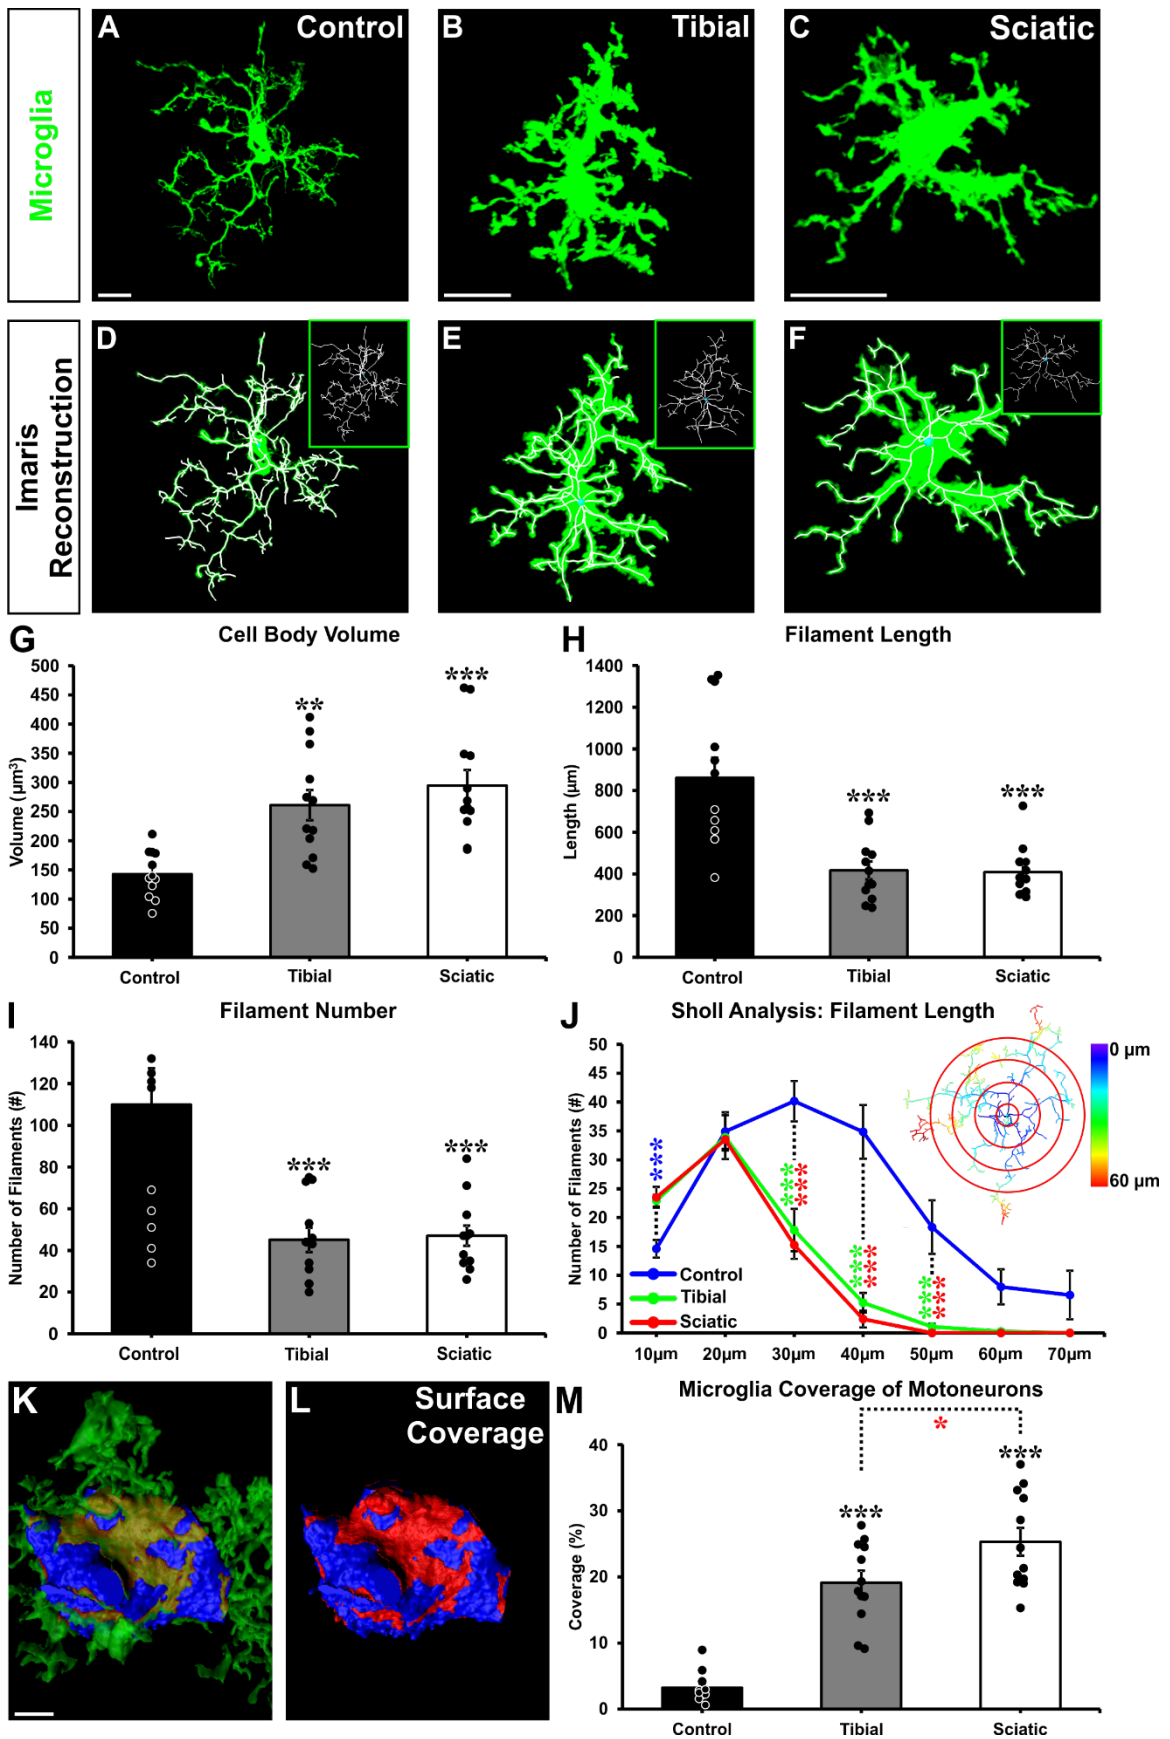 A Control
B Tibial
C Sciatic
Microglia
D
E
F
Imaris
Reconstruction
G Cell Body Volume
500
450
400
350
300
250
200
150
100
50
0
Volume (µm³)
**
***
Control Tibial Sciatic
H Filament Length
1400
1200
1000
800
600
400
200
0
Length (µm)
***
***
Control Tibial Sciatic
I Filament Number
140
120
100
80
60
40
20
0
Number of Filaments (#)
***
***
Control Tibial Sciatic
J Sholl Analysis: Filament Length
50
45
40
35
30
25
20
15
10
5
0
Number of Filaments (#)
***
*** ***
*** ***
*** ***
Control
Tibial
Sciatic
0 µm
60 µm
10µm 20µm 30µm 40µm 50µm 60µm 70µm
K
L Surface
Coverage
M Microglia Coverage of Motoneurons
40
30
20
10
0
Coverage (%)
*
***
***
Control Tibial Sciatic